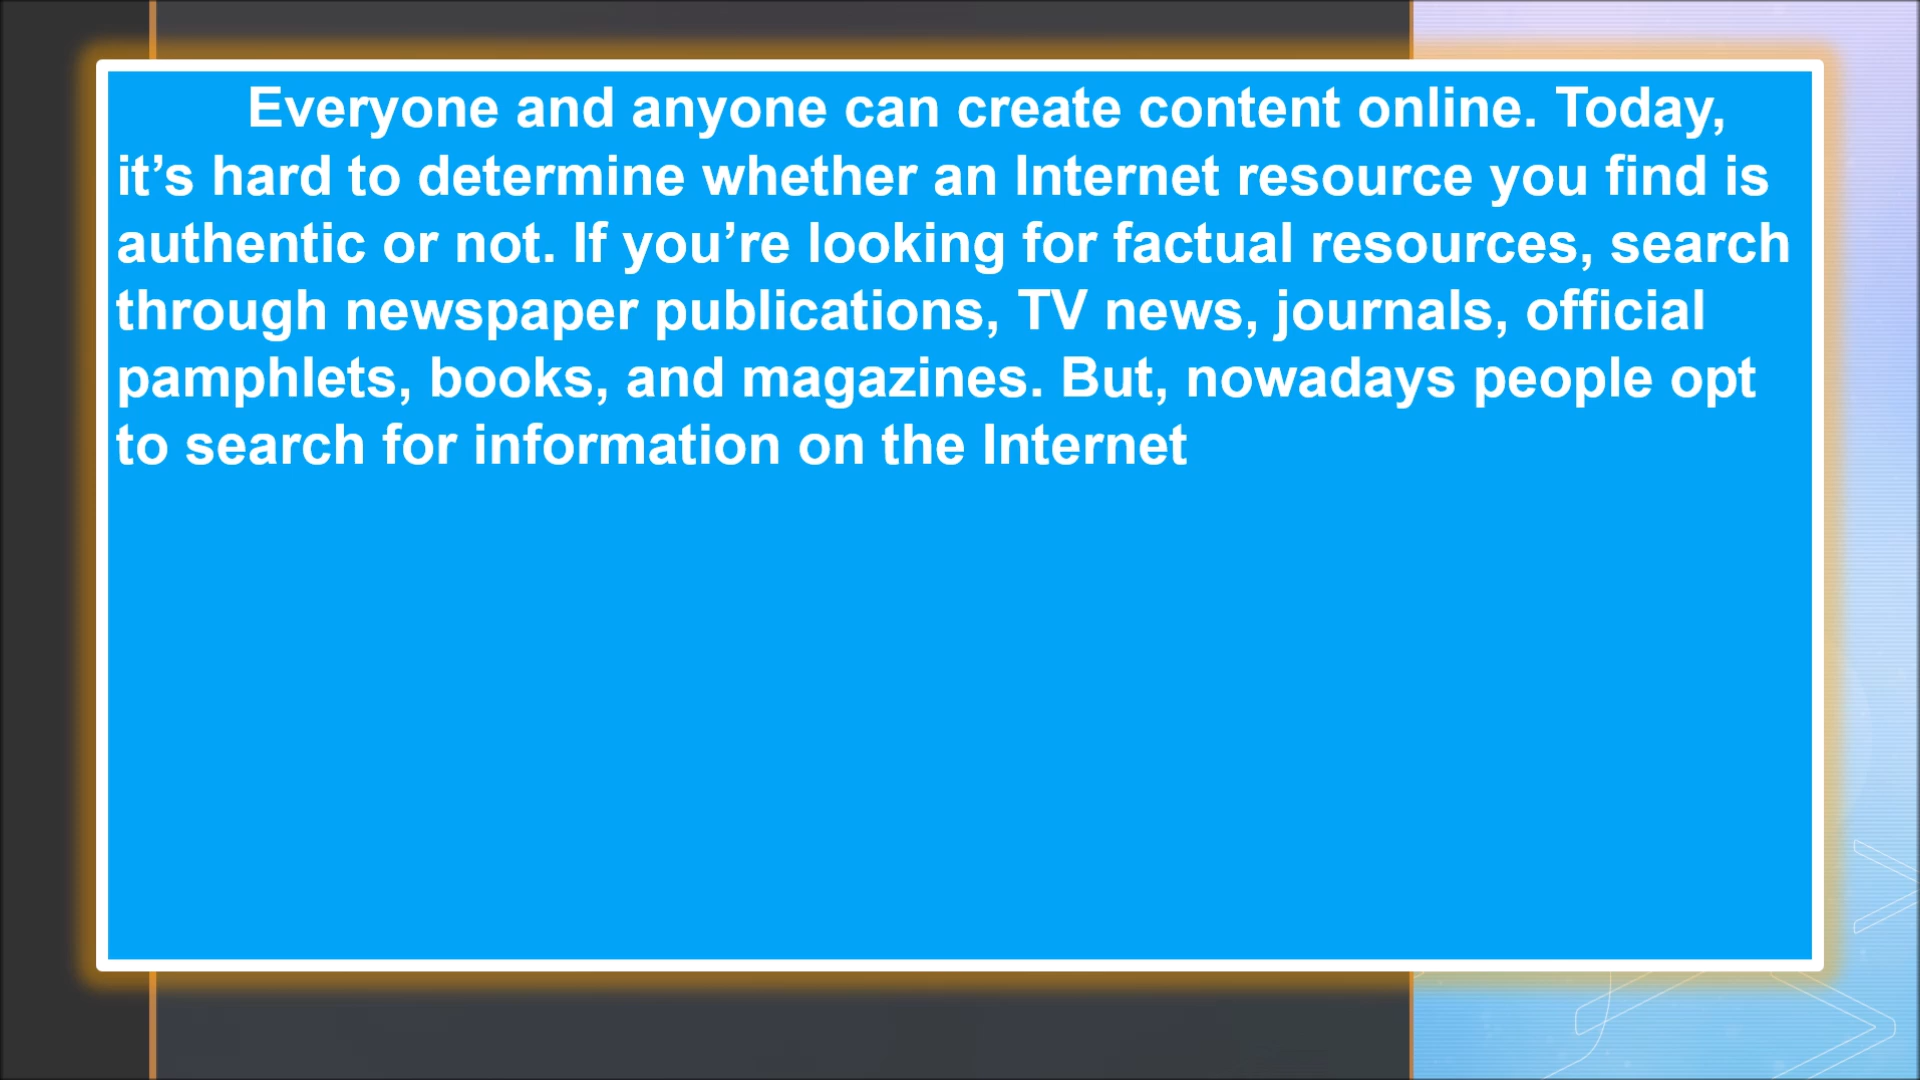 Everyone and anyone can create content online. Today,
it’s hard to determine whether an Internet resource you find is
authentic or not. If you’re looking for factual resources, search
through newspaper publications, TV news, journals, official
pamphlets, books, and magazines. But, nowadays people opt
to search for information on the Internet